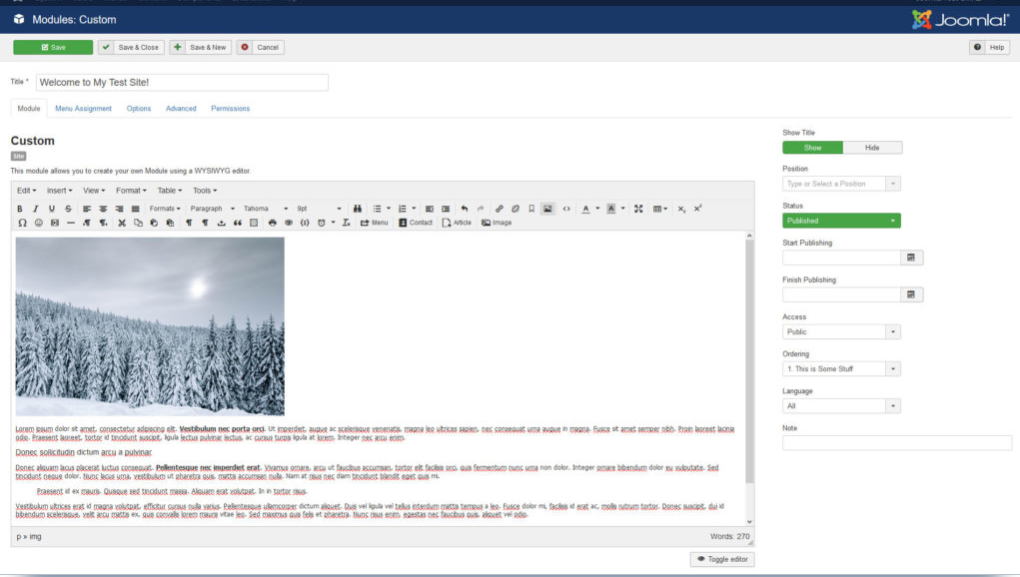 Modules: Custom
Joomla!®
Save
Save & Close
Save & New
Cancel
Help
Title *
Welcome to My Test Site!
Module
Menu Assignment
Options
Advanced
Permissions
Custom
Site
This module allows you to create your own Module using a WYSIWYG editor
Edit
Insert
View
Format
Table
Tools
Formats
Paragraph
Tahoma
9pt
Menu
Contact
Article
Image
Lorem ipsum dolor sit amet, consectetur adipiscing. Vestibulum nec porta orci. Ut imperdiet, augue ac scelerisque venenatis, magna leo ultrices sapien, nec consequat urna augue in magna. Fusce sit amet semper nibh. Proin laoreet lacinia
odio. Praesent laoreet, tortor id tincidunt suscipit, ligula lectus pulvinar lectus, ac cursus turpis ligula at lorem. Integer nec arcu enim.
Donec sollicitudin dictum arcu a pulvinar
Donec aliquam lacus placerat luctus consequat. Pellentesque nec imperdiet erat. Vivamus ornare, arcu ut faucibus accumsan, tortor elit facilisis orci, quis fermentum nunc urna non dolor. Integer ornare bibendum dolor eu vulputate. Sed
tincidunt neque dolor. Nunc lacus urna, vestibulum ut pharetra quis, mattis accumsan nulla. Nam at risus nec diam tincidunt blandit eget quis mi.
Praesent id ex mauris. Quisque sed tincidunt massa. Aliquam erat volutpat. In in tortor risus.
Vestibulum ultrices erat id magna volutpat, efficitur cursus nulla varius. Pellentesque ullamcorper dictum aliquet. Duis vel ligula vel tellus interdum mattis tempus a leo. Fusce dolor mi, facilisis id erat ac, mollis rutrum tortor. Donec suscipit, dui id
bibendum scelerisque, velit arcu mattis ex, quis convallis lorem mauris vitae leo. Sed maximus quis felis et pharetra. Nunc risus enim, egestas nec faucibus quis, aliquet vel odio.
p » img
Words: 270
Toggle editor
Show Title
Show
Hide
Position
Type or Select a Position
Status
Published
Start Publishing
Finish Publishing
Access
Public
Ordering
1. This is Some Stuff
Language
All
Note